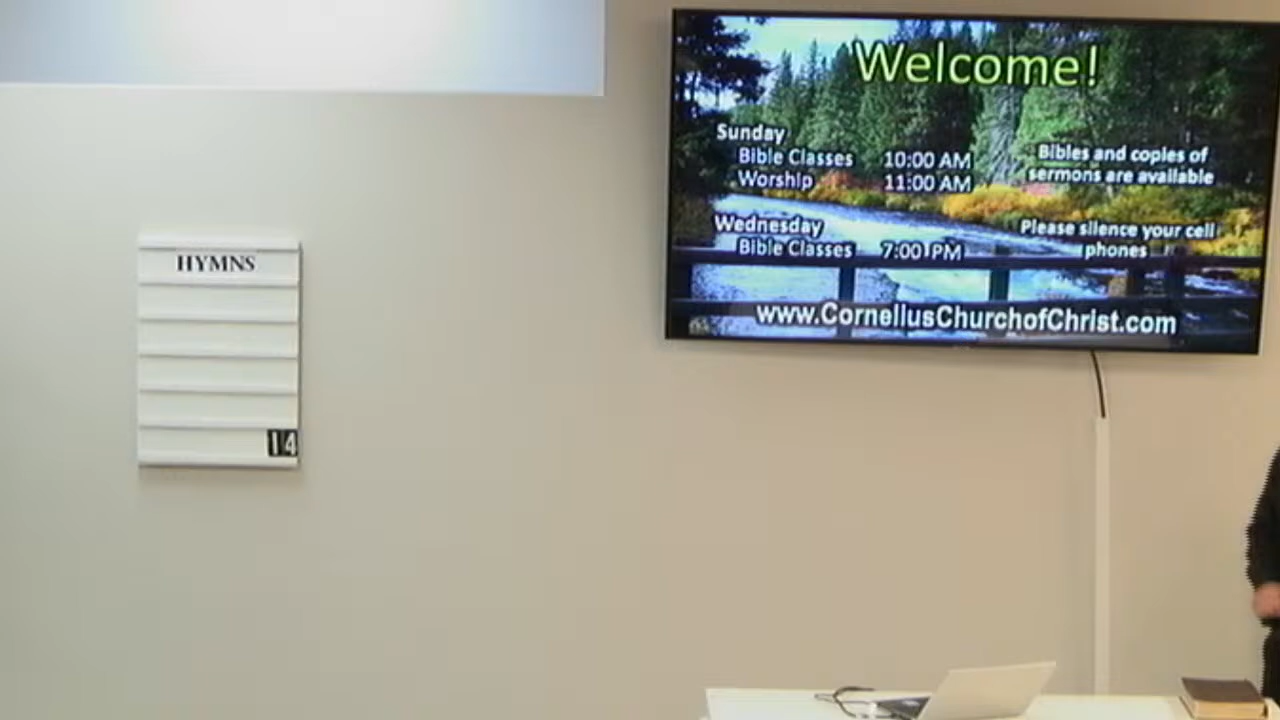 HYMNS
14
Welcome!
Sunday
Bible Classes 10:00 AM
Worship 11:00 AM
Bibles and copies of
sermons are available
Wednesday
Bible Classes 7:00 PM
Please silence your cell
phones
www.CorneliusChurchofChrist.com